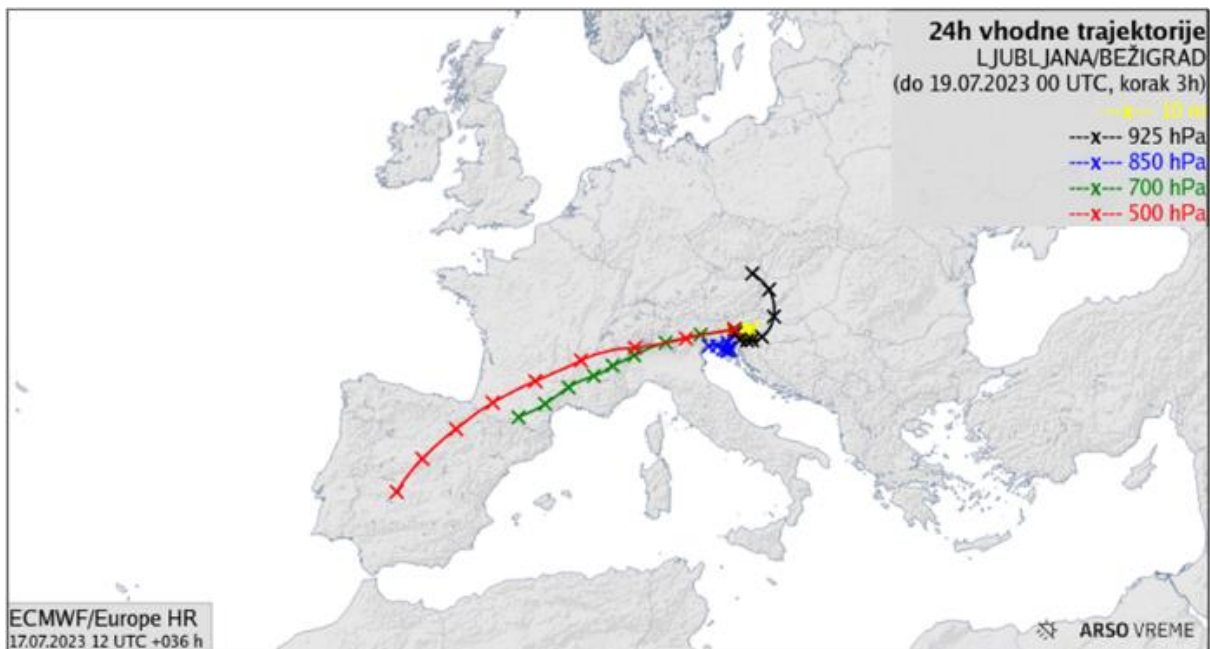 24h vhodne trajektorije
LJUBLJANA/BEŽIGRAD
(do 19.07.2023 00 UTC, korak 3h)
---x--- 10 m
---x--- 925 hPa
---x--- 850 hPa
---x--- 700 hPa
---x--- 500 hPa
ECMWF/Europe HR
17.07.2023 12 UTC +036 h
ARSO VREME